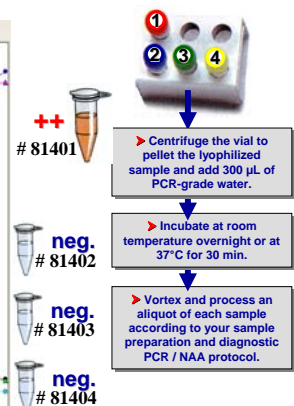 1
2
3
4
++
# 81401
➤ Centrifuge the vial to
pellet the lyophilized
sample and add 300 µL of
PCR-grade water.
➤ Incubate at room
temperature overnight or at
37°C for 30 min.
neg.
# 81402
➤ Vortex and process an
aliquot of each sample
according to your sample
preparation and diagnostic
PCR / NAA protocol.
neg.
# 81403
neg.
# 81404